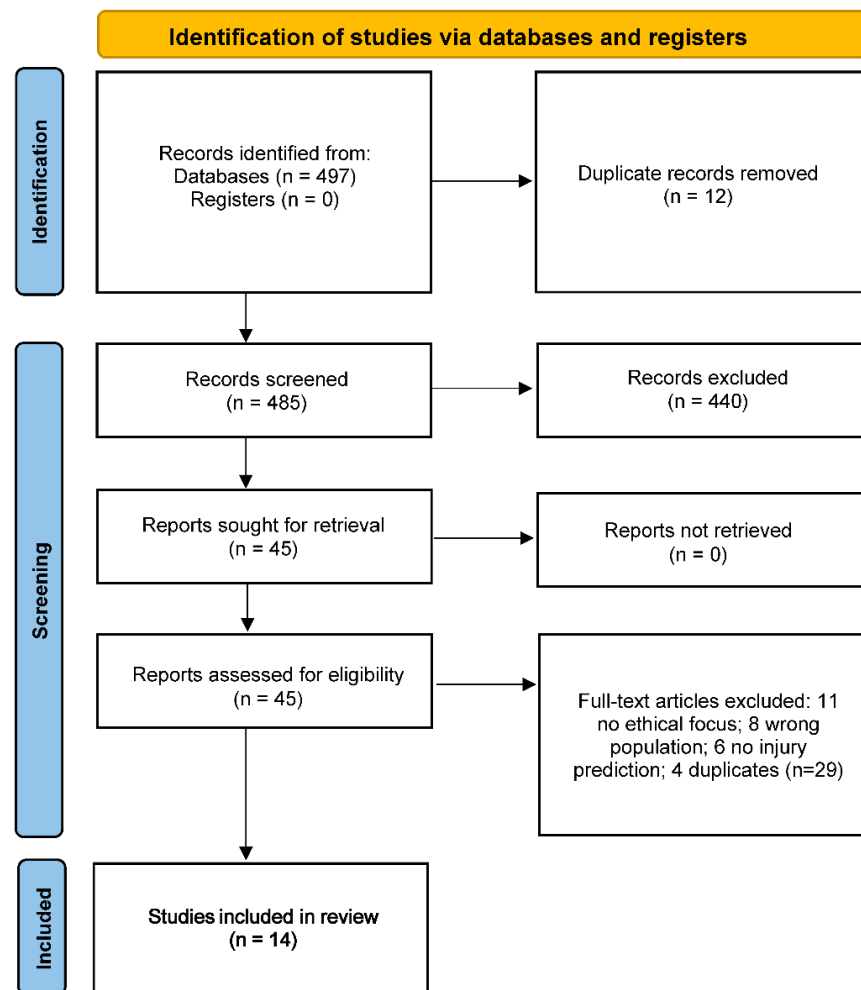 Identification of studies via databases and registers
Identification
Records identified from:
Databases (n = 497)
Registers (n = 0)
Duplicate records removed
(n = 12)
Screening
Records screened
(n = 485)
Records excluded
(n = 440)
Reports sought for retrieval
(n = 45)
Reports not retrieved
(n = 0)
Reports assessed for eligibility
(n = 45)
Full-text articles excluded: 11
no ethical focus; 8 wrong
population; 6 no injury
prediction; 4 duplicates (n=29)
Included
Studies included in review
(n = 14)